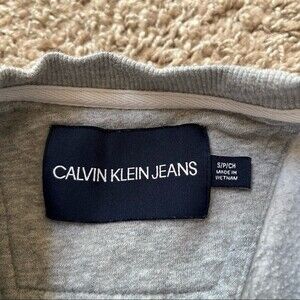 CALVIN KLEIN JEANS
S/P/CH
MADE IN
VIETNAM